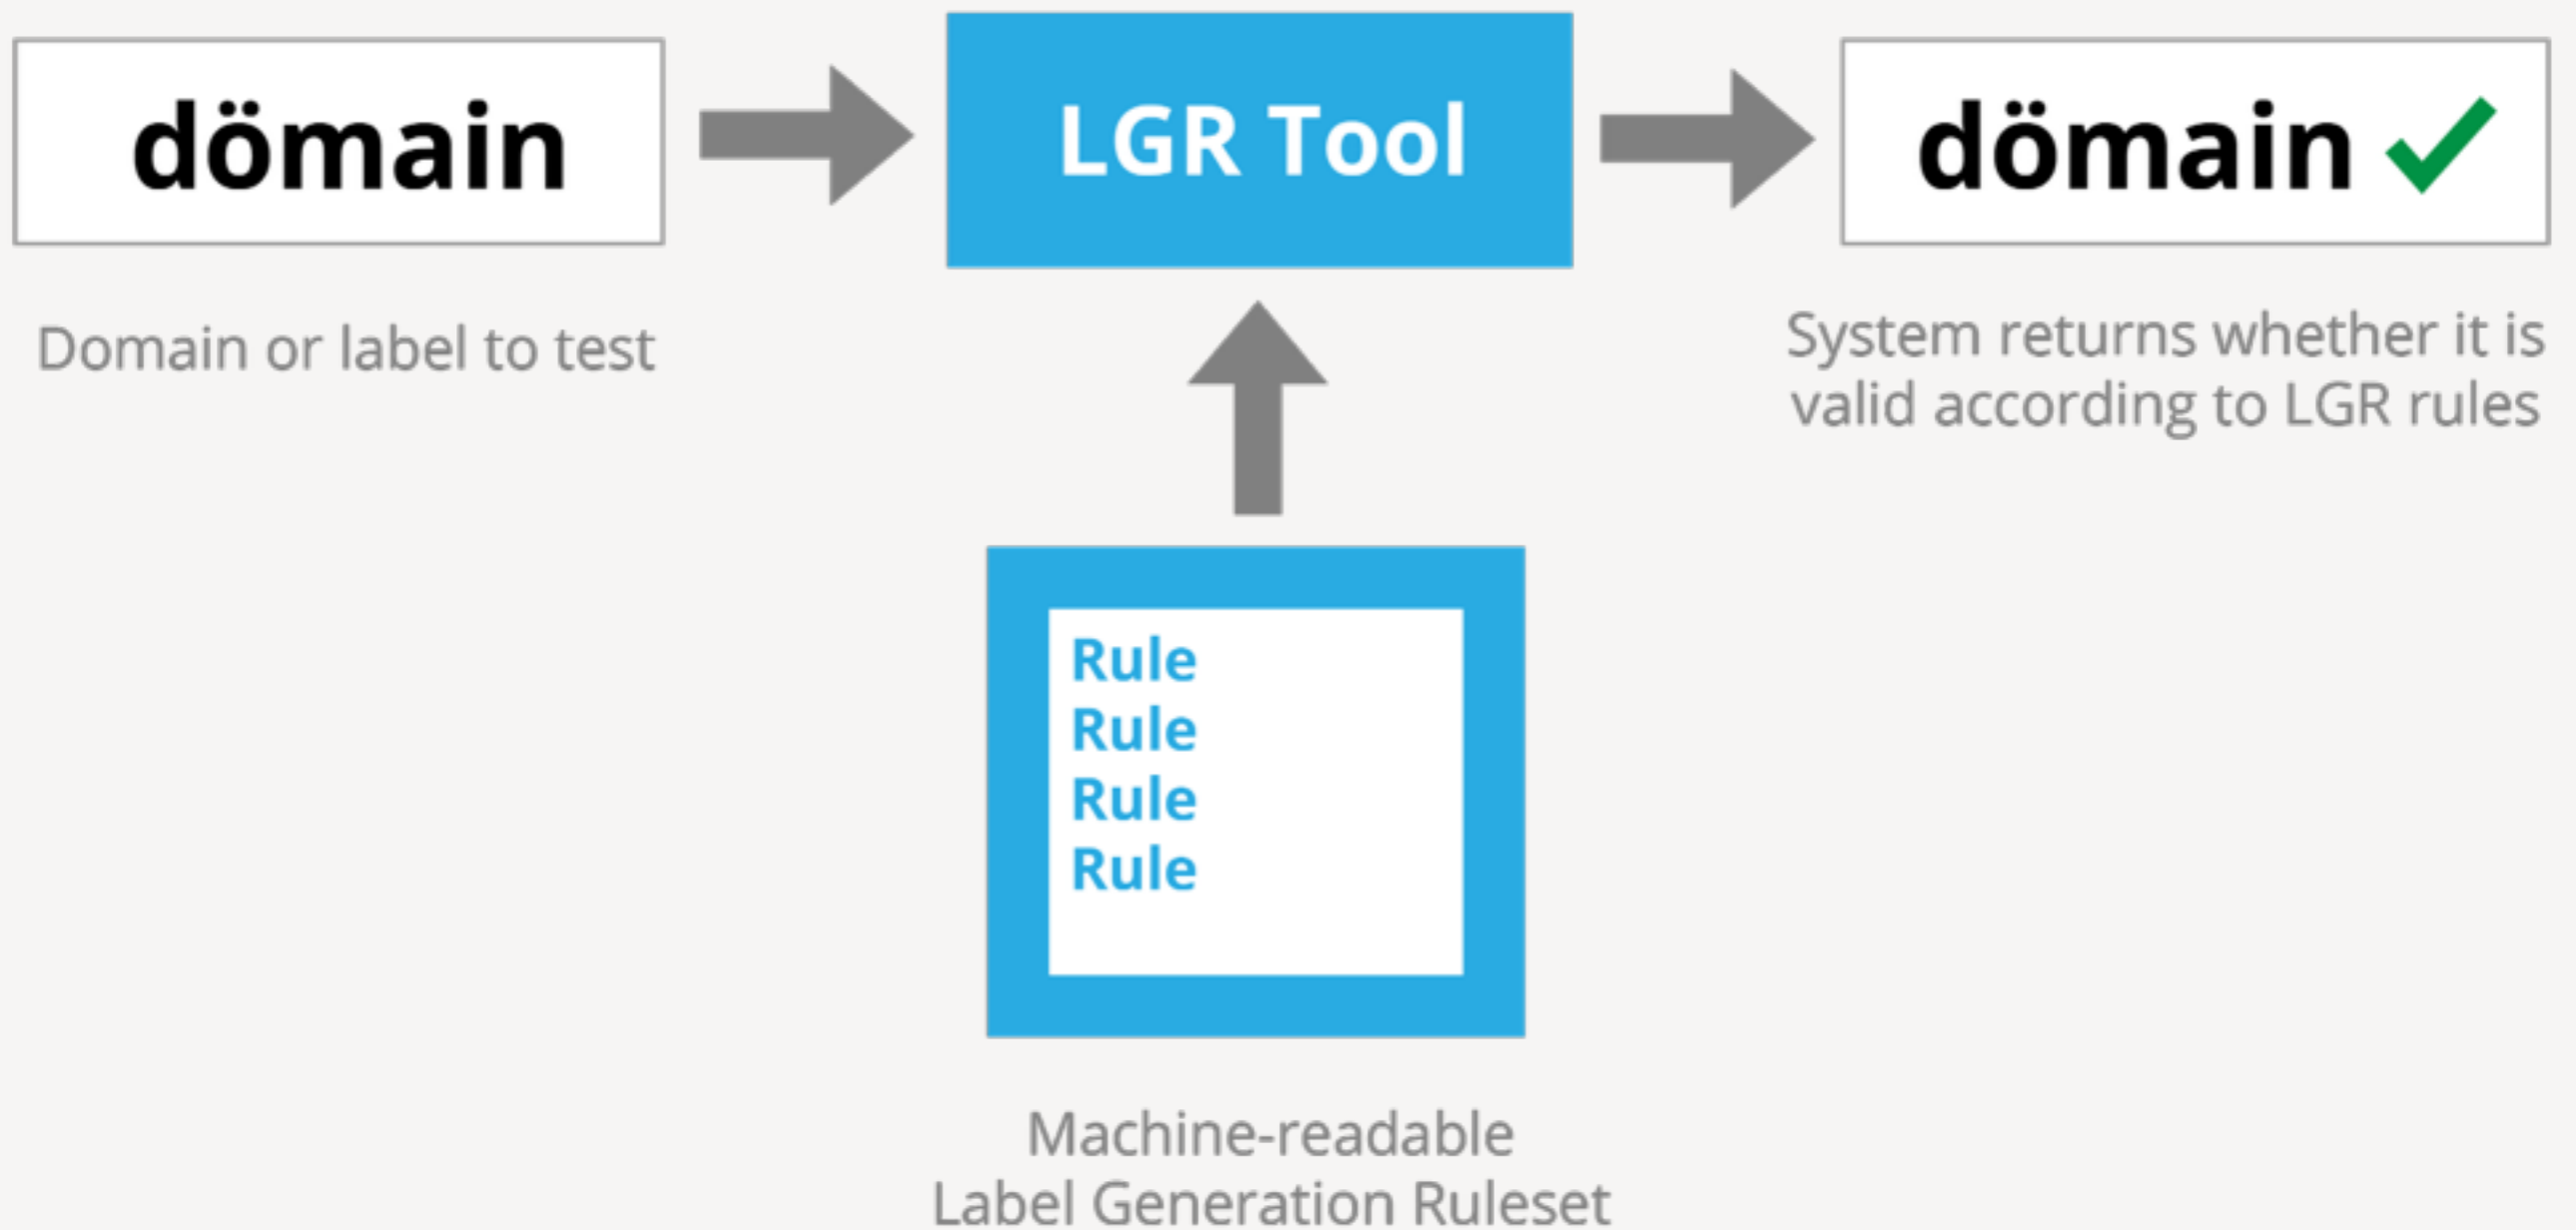 dömain
LGR Tool
dömain
Domain or label to test
System returns whether it is
valid according to LGR rules
Rule
Rule
Rule
Rule
Machine-readable
Label Generation Ruleset